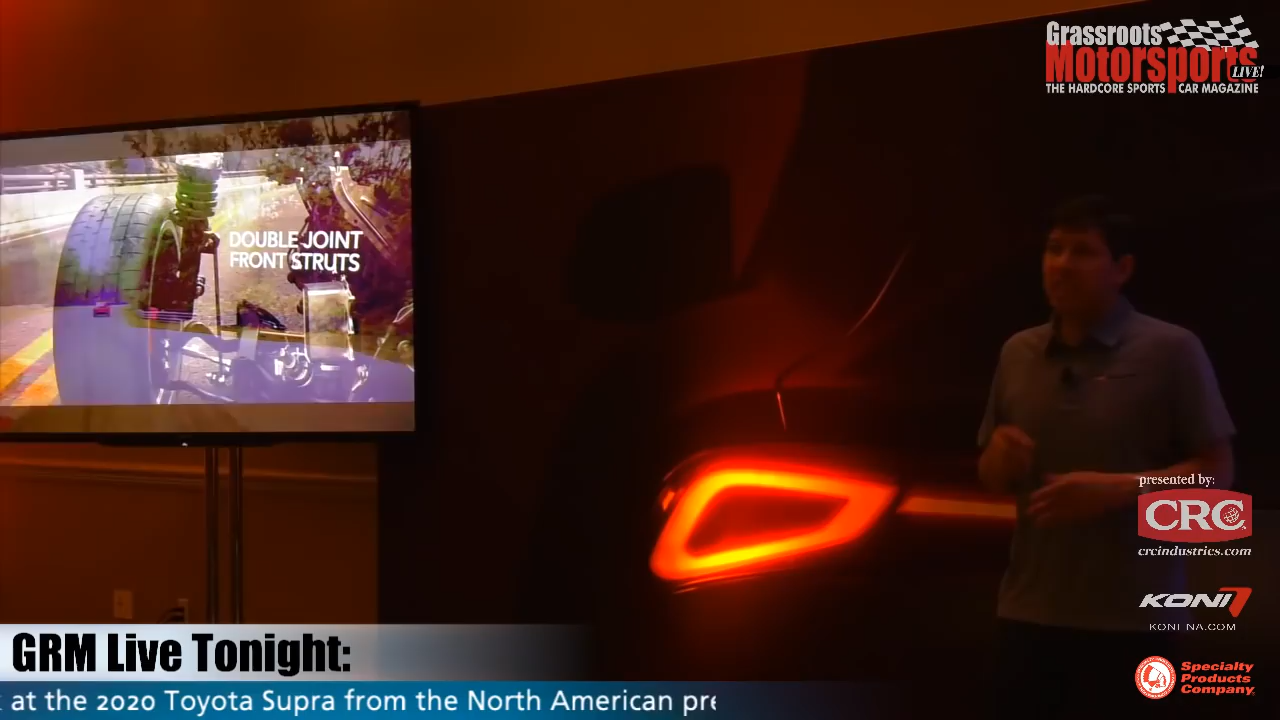 Grassroots
Motorsports
LIVE!
THE HARDCORE SPORTS CAR MAGAZINE
DOUBLE JOINT
FRONT STRUTS
presented by:
CRC
crcindustries.com
KONI
KONI-NA.COM
Specialty
Products
Company
GRM Live Tonight:
at the 2020 Toyota Supra from the North American pre